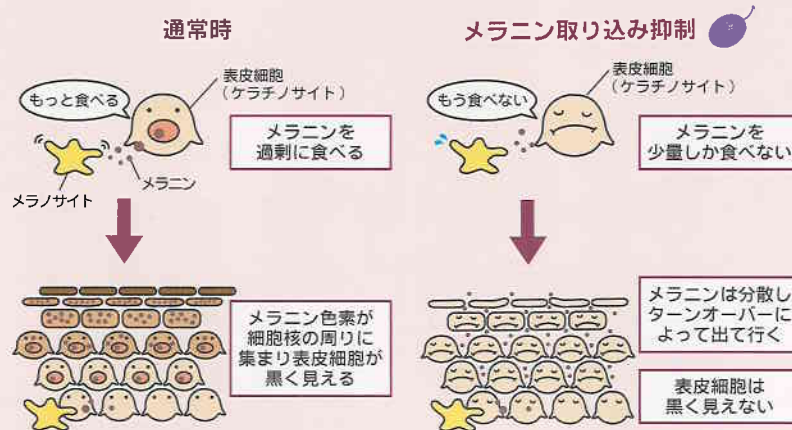 通常時
表皮細胞
(ケラチノサイト)
もっと食べる
メラニンを
過剰に食べる
メラニン
メラノサイト
メラニン色素が
細胞核の周りに
集まり表皮細胞が
黒く見える
メラニン取り込み抑制
表皮細胞
(ケラチノサイト)
もう食べない
メラニンを
少量しか食べない
メラニンは分散し
ターンオーバーに
よって出て行く
表皮細胞は
黒く見えない